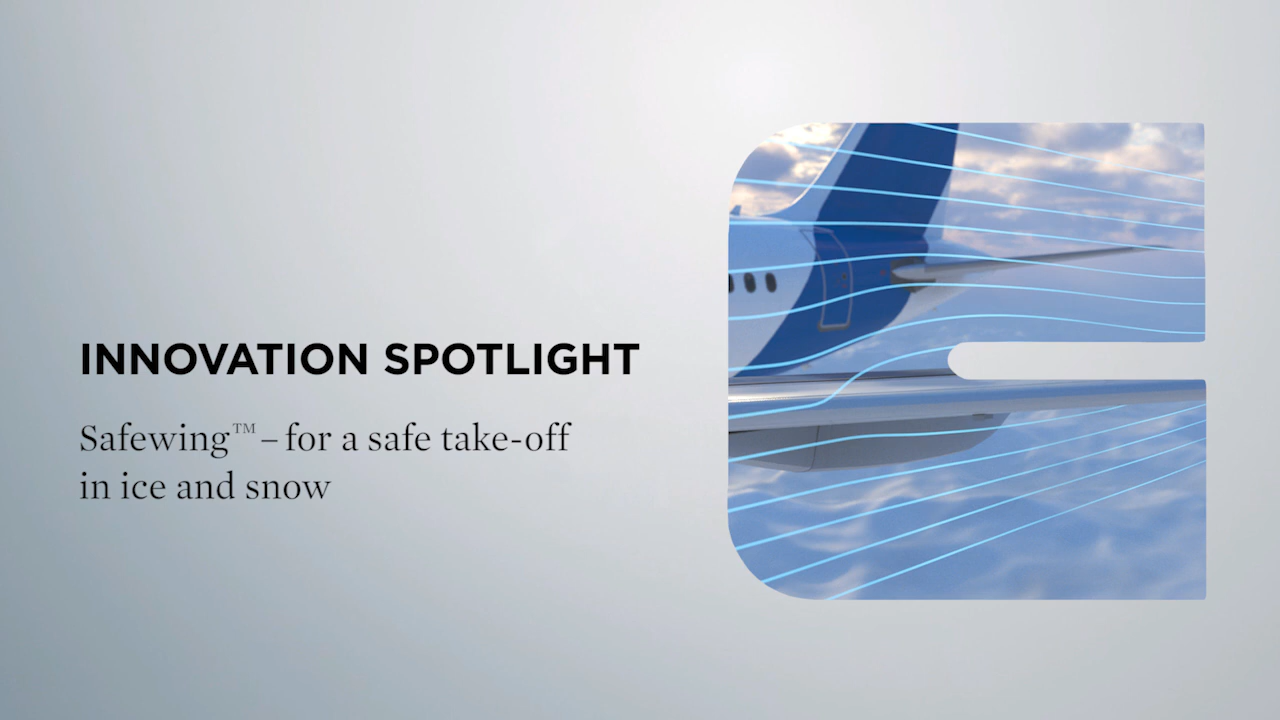 INNOVATION SPOTLIGHT
Safewing™ – for a safe take-off
in ice and snow